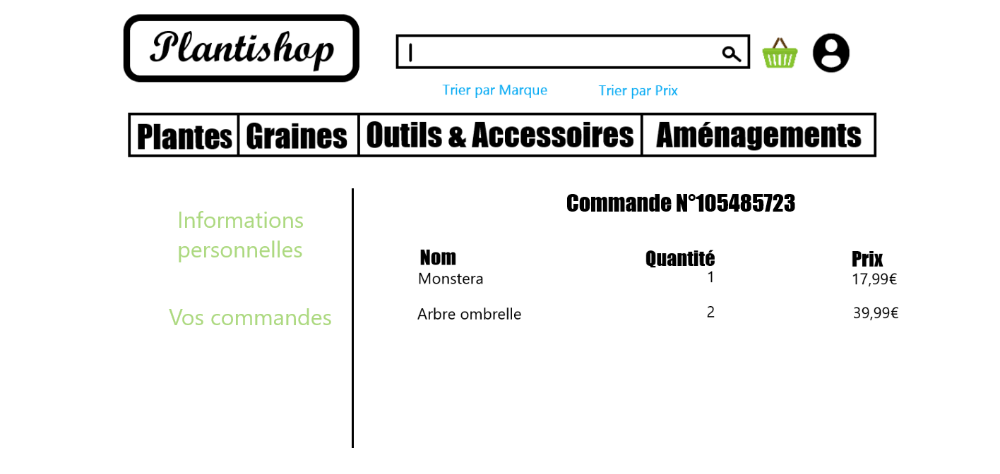 Plantishop
Trier par Marque
Trier par Prix
Plantes
Graines
Outils & Accessoires
Aménagements
Informations
personnelles
Vos commandes
Commande N°105485723
Nom Quantité Prix
Monstera 1 17,99€
Arbre ombrelle 2 39,99€